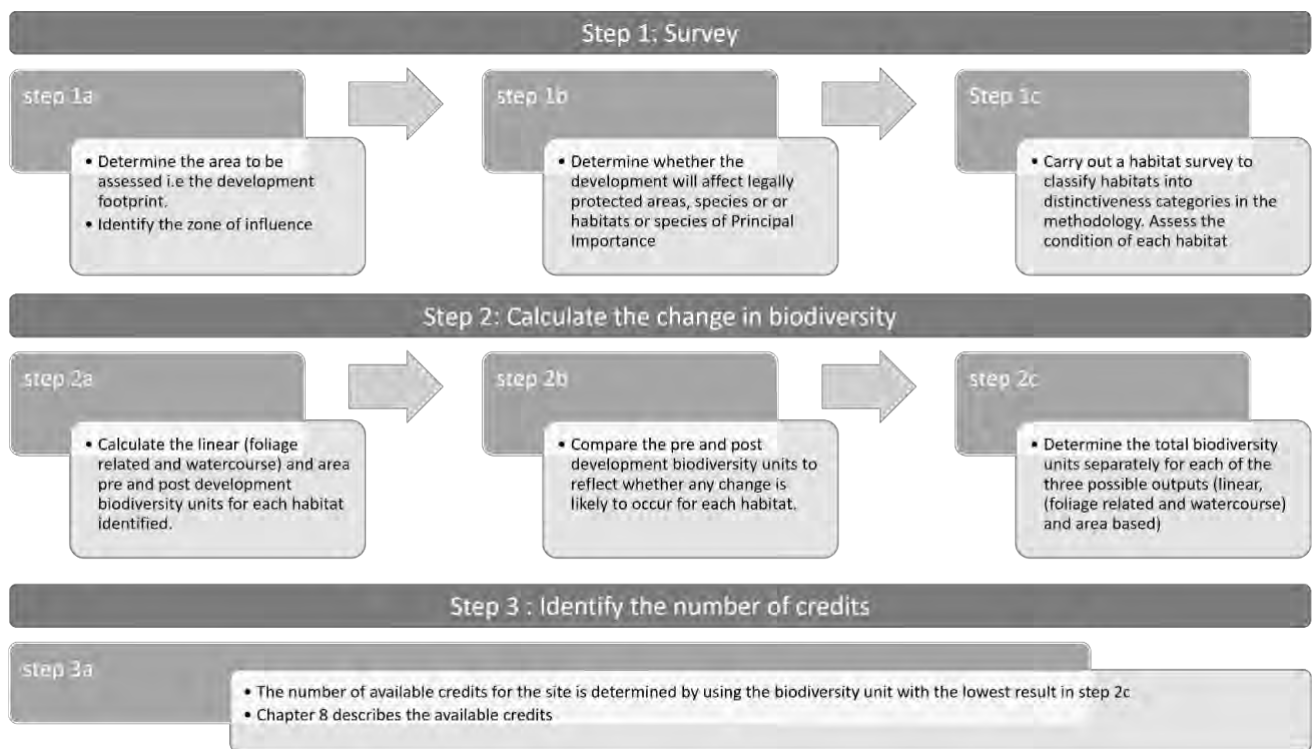 Step 1: Survey
step 1a
• Determine the area to be
assessed i.e the development
footprint.
• Identify the zone of influence
step 1b
• Determine whether the
development will affect legally
protected areas, species or or
habitats or species of Principal
Importance
Step 1c
• Carry out a habitat survey to
classify habitats into
distinctiveness categories in the
methodology. Assess the
condition of each habitat
Step 2: Calculate the change in biodiversity
step 2a
• Calculate the linear (foliage
related and watercourse) and area
pre and post development
biodiversity units for each habitat
identified.
step 2b
• Compare the pre and post
development biodiversity units to
reflect whether any change is
likely to occur for each habitat.
step 2c
• Determine the total biodiversity
units separately for each of the
three possible outputs (linear,
(foliage related and watercourse)
and area based)
Step 3 : Identify the number of credits
step 3a
• The number of available credits for the site is determined by using the biodiversity unit with the lowest result in step 2c
• Chapter 8 describes the available credits